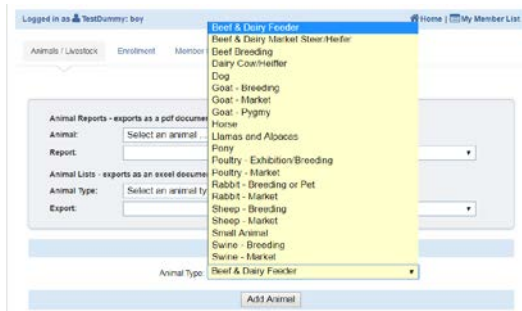 Logged in as TestDummy: boy
Home | My Member List
Animals / Livestock Enrollment Member
Animal Reports - exports as a pdf documen
Animal: Select an animal ...
Report:
Animal Lists - exports as an excel documen
Animal Type: Select an animal ty
Export:
Beef & Dairy Feeder
Beef & Dairy Market Steer/Heifer
Beef Breeding
Dairy Cow/Heiffer
Dog
Goat - Breeding
Goat - Market
Goat - Pygmy
Horse
Llamas and Alpacas
Pony
Poultry - Exhibition/Breeding
Poultry - Market
Rabbit - Breeding or Pet
Rabbit - Market
Sheep - Breeding
Sheep - Market
Small Animal
Swine - Breeding
Swine - Market
Animal Type: Beef & Dairy Feeder
Add Animal